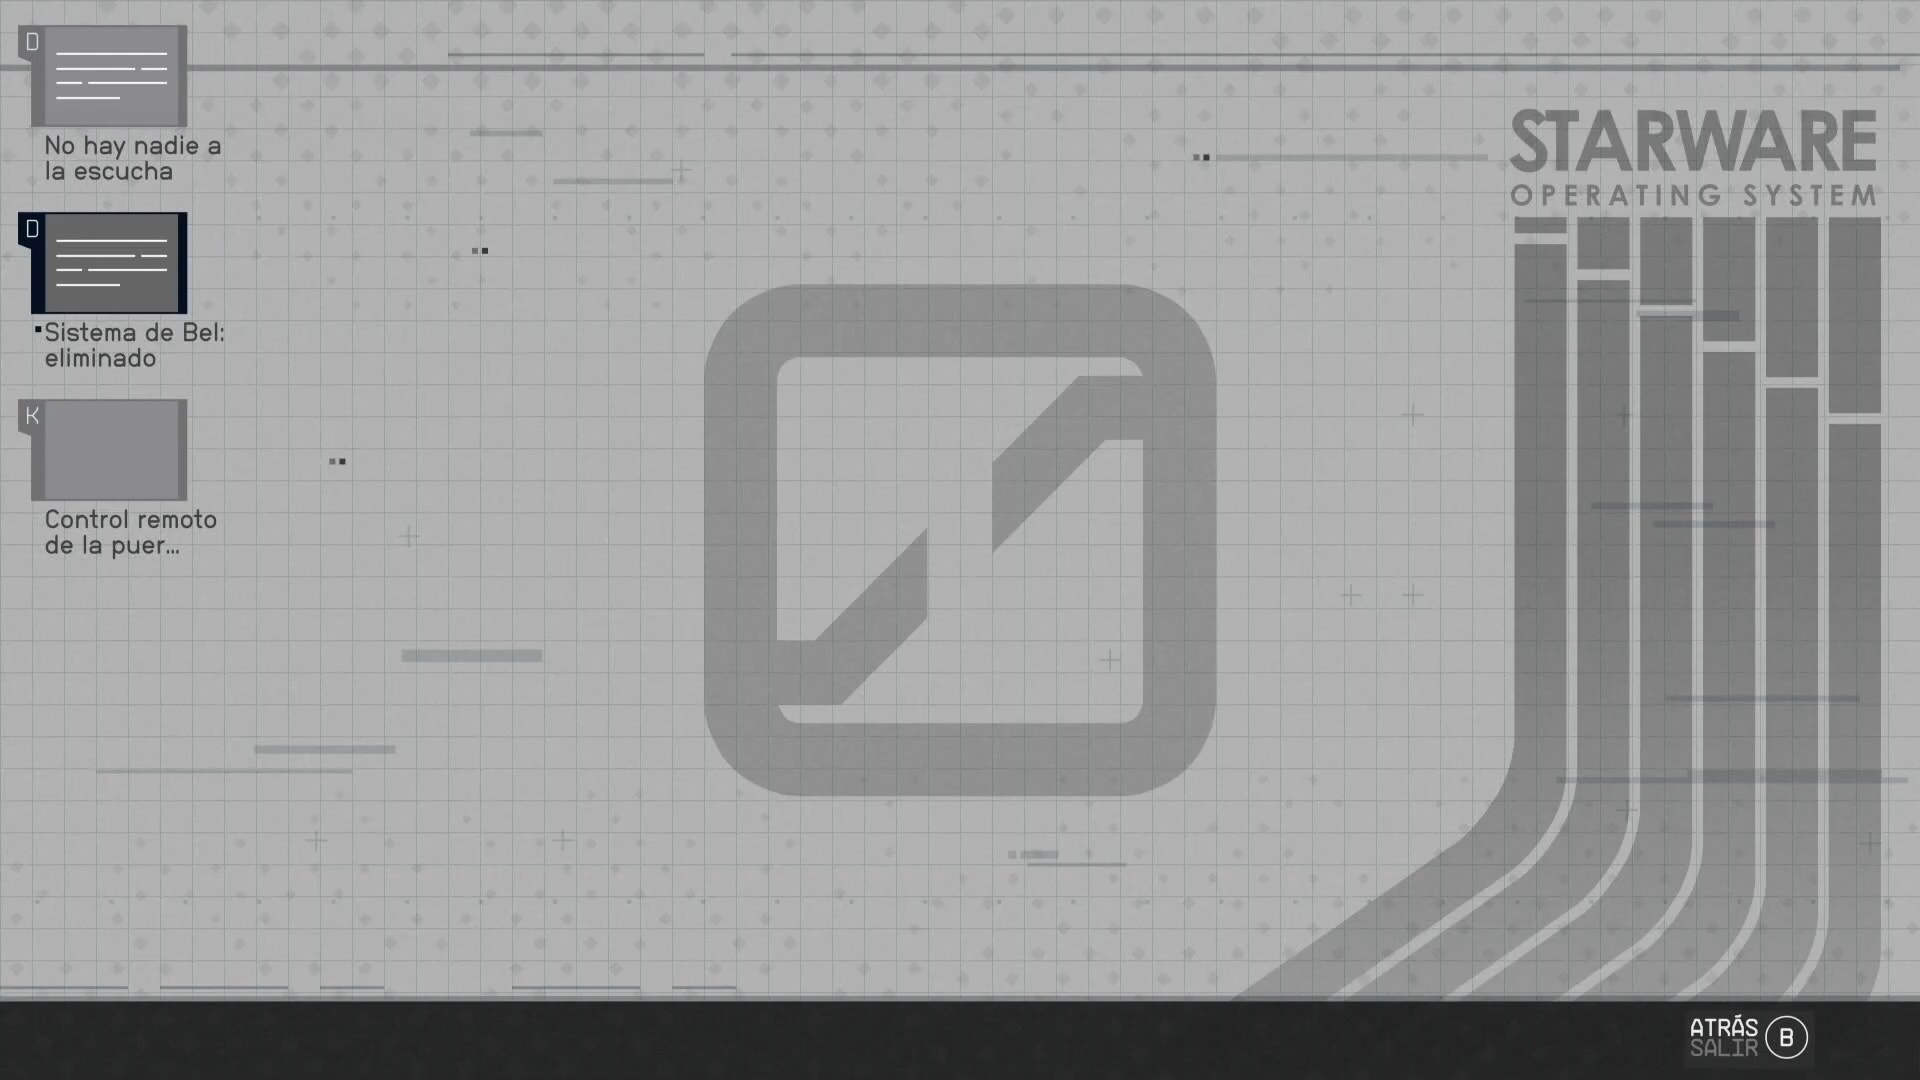 D
No hay nadie a
la escucha
D
Sistema de Bel:
eliminado
K
Control remoto
de la puer...
STARWARE
OPERATING SYSTEM
ATRÁS
SALIR
B